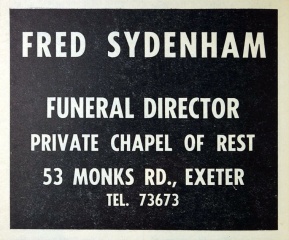 FRED SYDENHAM
FUNERAL DIRECTOR
PRIVATE CHAPEL OF REST
53 MONKS RD., EXETER
TEL. 73673